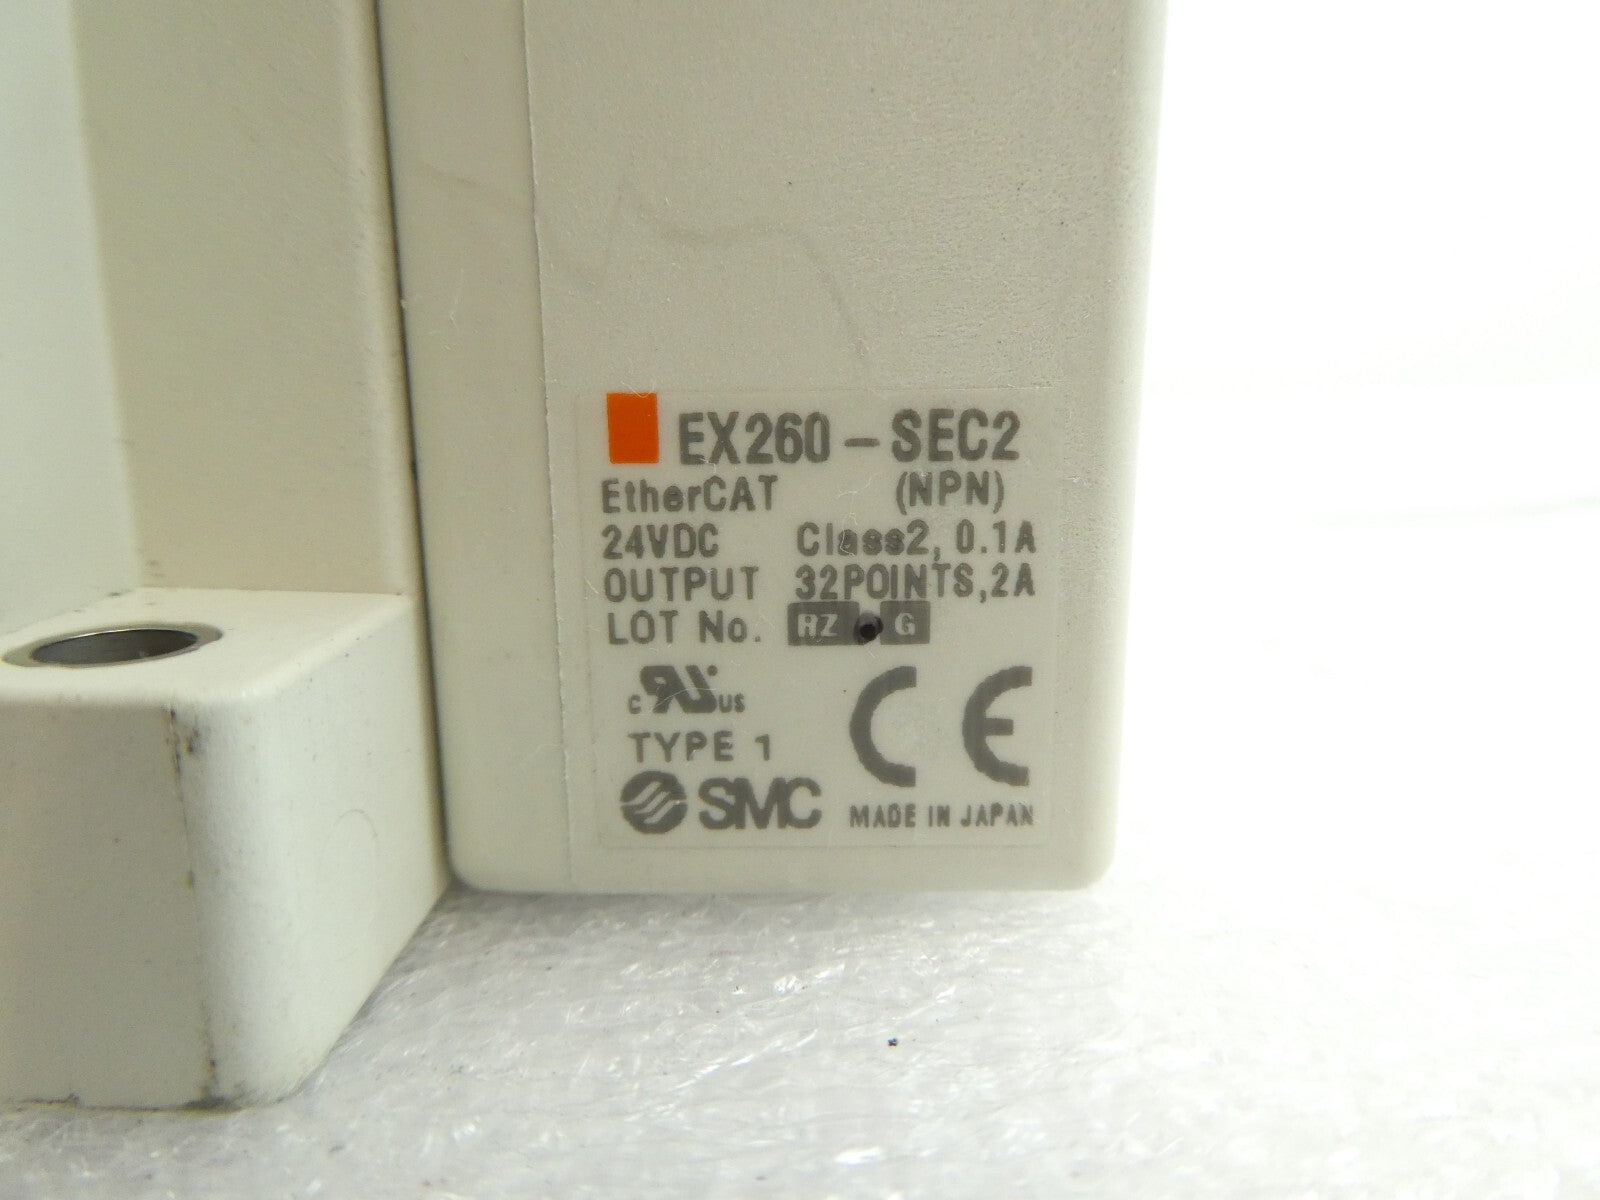 EX260-SEC2
EtherCAT (NPN)
24VDC Class2, 0.1A
OUTPUT 32POINTS,2A
LOT No. RZ G
c RU us
TYPE 1
CE
SMC
MADE IN JAPAN